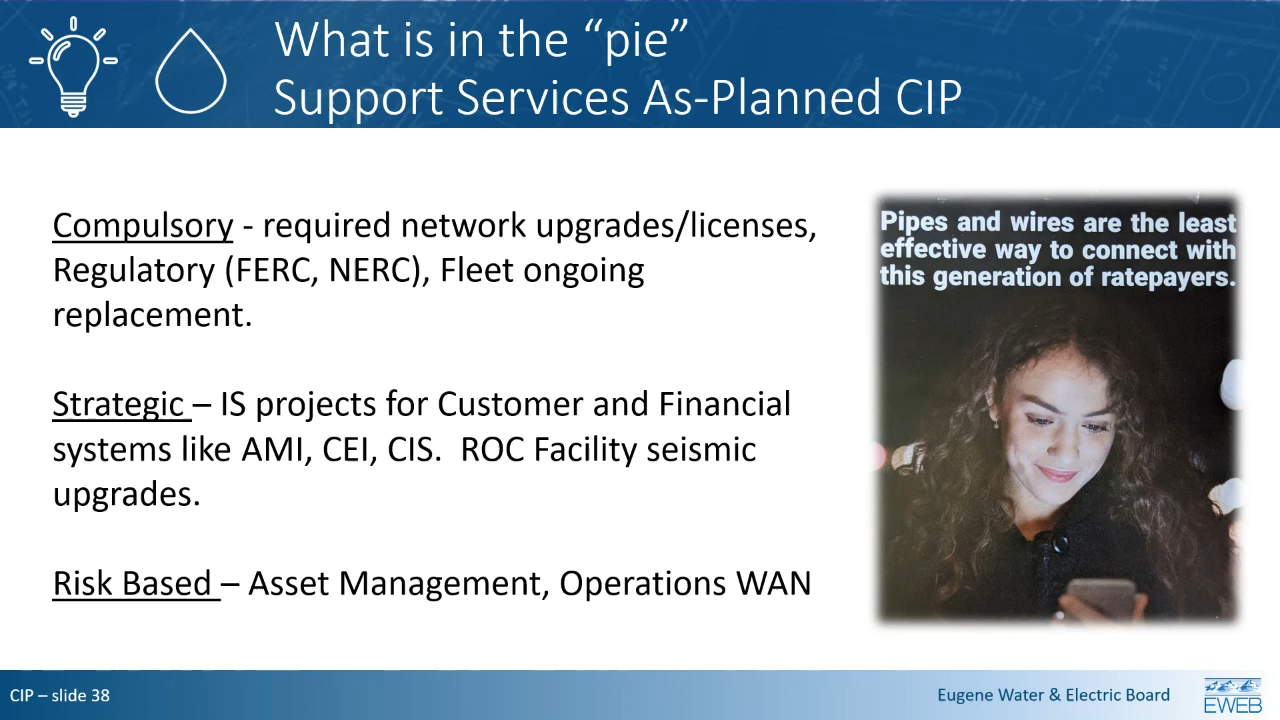 What is in the “pie”
Support Services As-Planned CIP
Compulsory - required network upgrades/licenses,
Regulatory (FERC, NERC), Fleet ongoing
replacement.
Strategic – IS projects for Customer and Financial
systems like AMI, CEI, CIS.  ROC Facility seismic
upgrades.
Risk Based – Asset Management, Operations WAN
Pipes and wires are the least
effective way to connect with
this generation of ratepayers.
CIP – slide 38
Eugene Water & Electric Board
EWEB